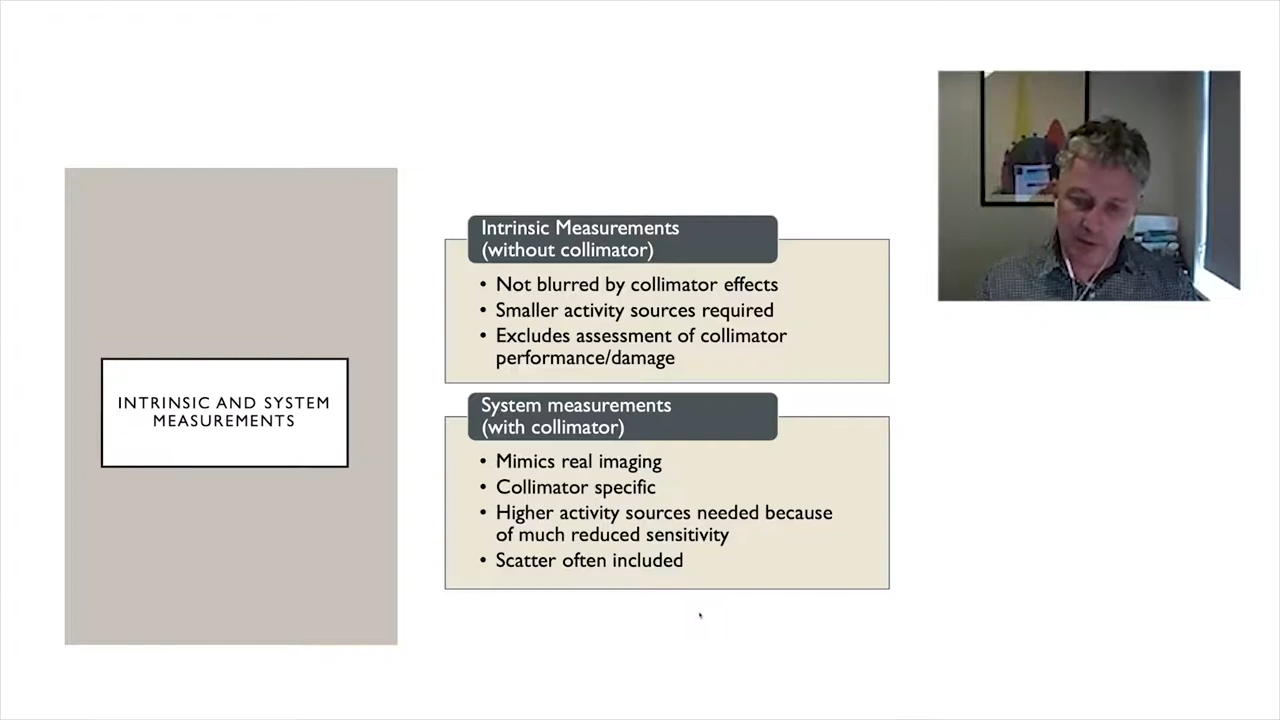 INTRINSIC AND SYSTEM
MEASUREMENTS
Intrinsic Measurements
(without collimator)
• Not blurred by collimator effects
• Smaller activity sources required
• Excludes assessment of collimator
performance/damage
System measurements
(with collimator)
• Mimics real imaging
• Collimator specific
• Higher activity sources needed because
of much reduced sensitivity
• Scatter often included